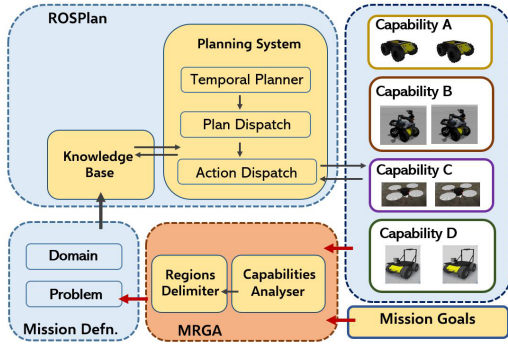 ROSPlan
Planning System
Temporal Planner
Plan Dispatch
Action Dispatch
Knowledge
Base
Capability A
Capability B
Capability C
Capability D
Domain
Problem
Mission Defn.
Regions
Delimiter
Capabilities
Analyser
MRGA
Mission Goals